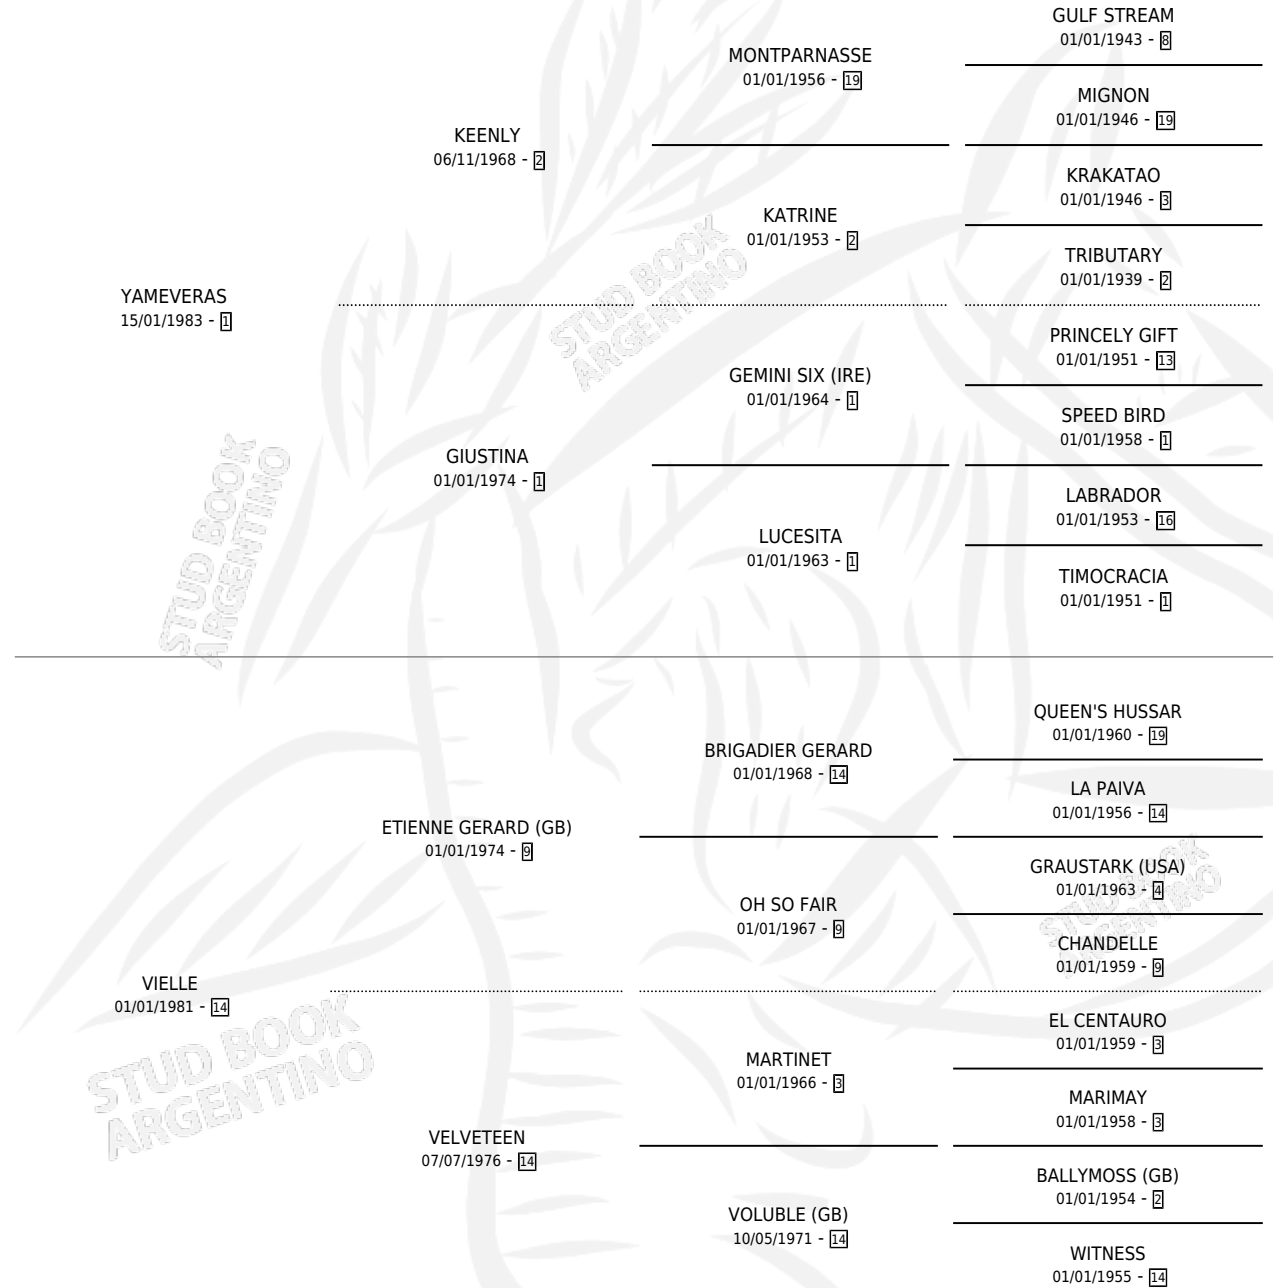 GULF STREAM
01/01/1943 - 8
MONTPARNASSE
01/01/1956 - 19
MIGNON
01/01/1946 - 19
KEENLY
06/11/1968 - 2
KRAKATAO
01/01/1946 - 3
KATRINE
01/01/1953 - 2
TRIBUTARY
01/01/1939 - 2
YAMEVERAS
15/01/1983 - 1
STUD BOOK
ARGENTINO
PRINCELY GIFT
01/01/1951 - 13
GEMINI SIX (IRE)
01/01/1964 - 1
SPEED BIRD
01/01/1958 - 1
GIUSTINA
01/01/1974 - 1
LABRADOR
01/01/1953 - 16
LUCESITA
01/01/1963 - 1
TIMOCRACIA
01/01/1951 - 1
STUD BOOK
ARGENTINO
QUEEN'S HUSSAR
01/01/1960 - 19
BRIGADIER GERARD
01/01/1968 - 14
LA PAIVA
01/01/1956 - 14
ETIENNE GERARD (GB)
01/01/1974 - 9
GRAUSTARK (USA)
01/01/1963 - 4
OH SO FAIR
01/01/1967 - 9
CHANDELLE
01/01/1959 - 9
STUD BOOK
ARGENTINO
VIELLE
01/01/1981 - 14
EL CENTAURO
01/01/1959 - 3
MARTINET
01/01/1966 - 3
MARIMAY
01/01/1958 - 3
STUD BOOK
ARGENTINO
VELVETEEN
07/07/1976 - 14
BALLYMOSS (GB)
01/01/1954 - 2
VOLUBLE (GB)
10/05/1971 - 14
WITNESS
01/01/1955 - 14